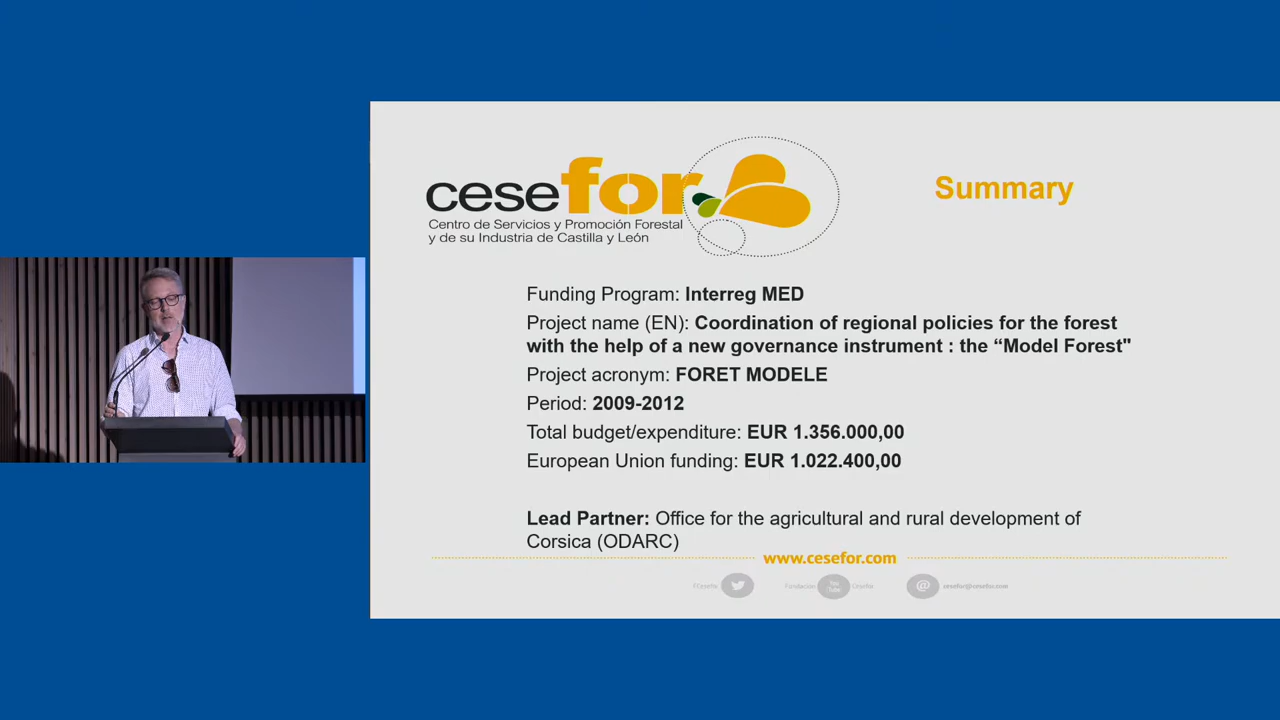 cesefor
Centro de Servicios y Promoción Forestal
y de su Industria de Castilla y León
Summary
Funding Program: Interreg MED
Project name (EN): Coordination of regional policies for the forest
with the help of a new governance instrument : the “Model Forest"
Project acronym: FORET MODELE
Period: 2009-2012
Total budget/expenditure: EUR 1.356.000,00
European Union funding: EUR 1.022.400,00
Lead Partner: Office for the agricultural and rural development of
Corsica (ODARC)
www.cesefor.com
cesefor@cesefor.com